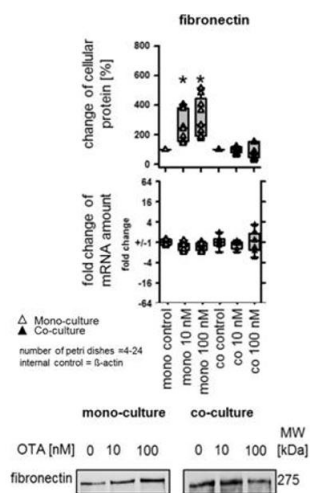 fibronectin
change of cellular
protein [%]
800
600
400
200
100
0
*
*
fold change of
mRNA amount
fold change
64
16
4
+/-1
-4
-16
-64
mono control
mono 10 nM
mono 100 nM
co control
co 10 nM
co 100 nM
△ Mono-culture
▲ Co-culture
number of petri dishes =4-24
internal control = ß-actin
mono-culture co-culture
MW
OTA [nM] 0 10 100 0 10 100 [kDa]
fibronectin 275